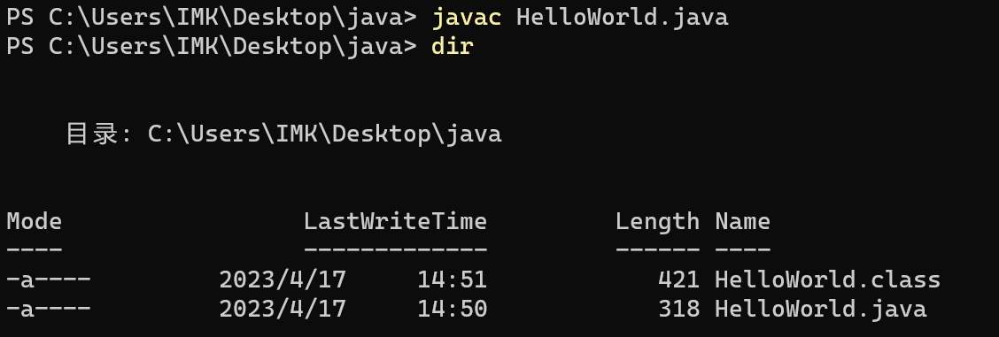 PS C:\Users\IMK\Desktop\java> javac HelloWorld.java
PS C:\Users\IMK\Desktop\java> dir
目录: C:\Users\IMK\Desktop\java
Mode                 LastWriteTime         Length Name
----                 -------------         ------ ----
-a----         2023/4/17     14:51            421 HelloWorld.class
-a----         2023/4/17     14:50            318 HelloWorld.java